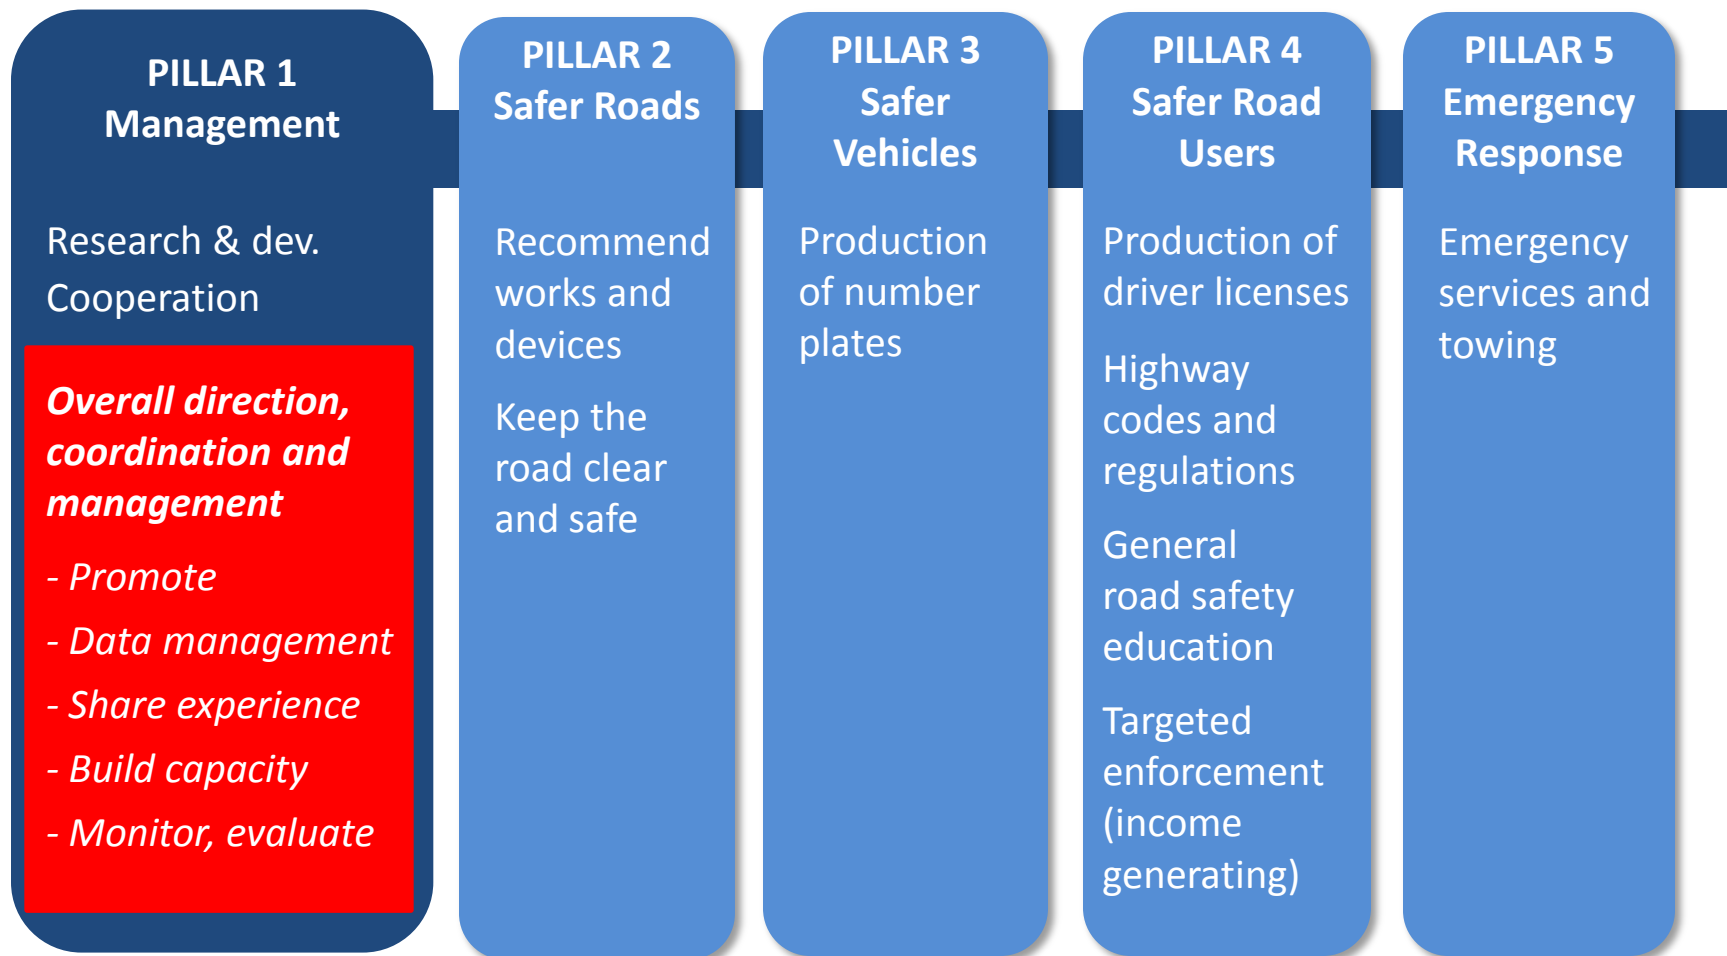 PILLAR 1
Management
Research & dev.
Cooperation
Overall direction,
coordination and
management
- Promote
- Data management
- Share experience
- Build capacity
- Monitor, evaluate
PILLAR 2
Safer Roads
Recommend
works and
devices
Keep the
road clear
and safe
PILLAR 3
Safer
Vehicles
Production
of number
plates
PILLAR 4
Safer Road
Users
Production of
driver licenses
Highway
codes and
regulations
General
road safety
education
Targeted
enforcement
(income
generating)
PILLAR 5
Emergency
Response
Emergency
services and
towing